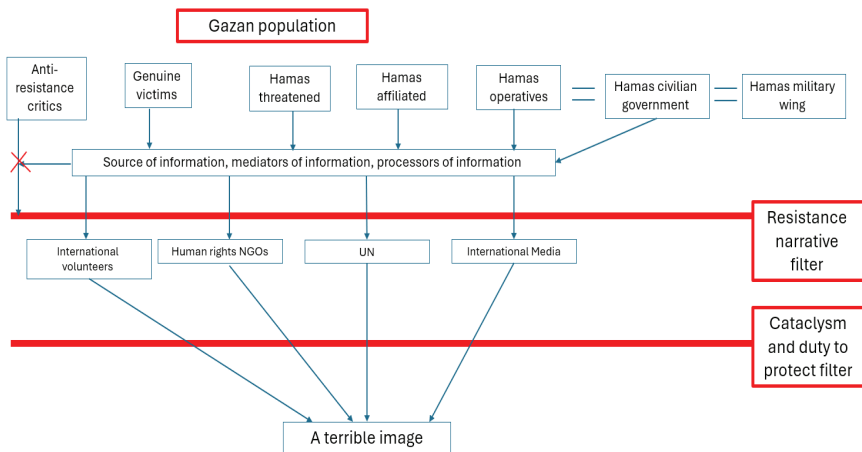 Gazan population
Anti-
resistance
critics
Genuine
victims
Hamas
threatened
Hamas
affiliated
Hamas
operatives
Hamas civilian
government
Hamas military
wing
Source of information, mediators of information, processors of information
Resistance
narrative
filter
International
volunteers
Human rights NGOs
UN
International Media
Cataclysm
and duty to
protect filter
A terrible image